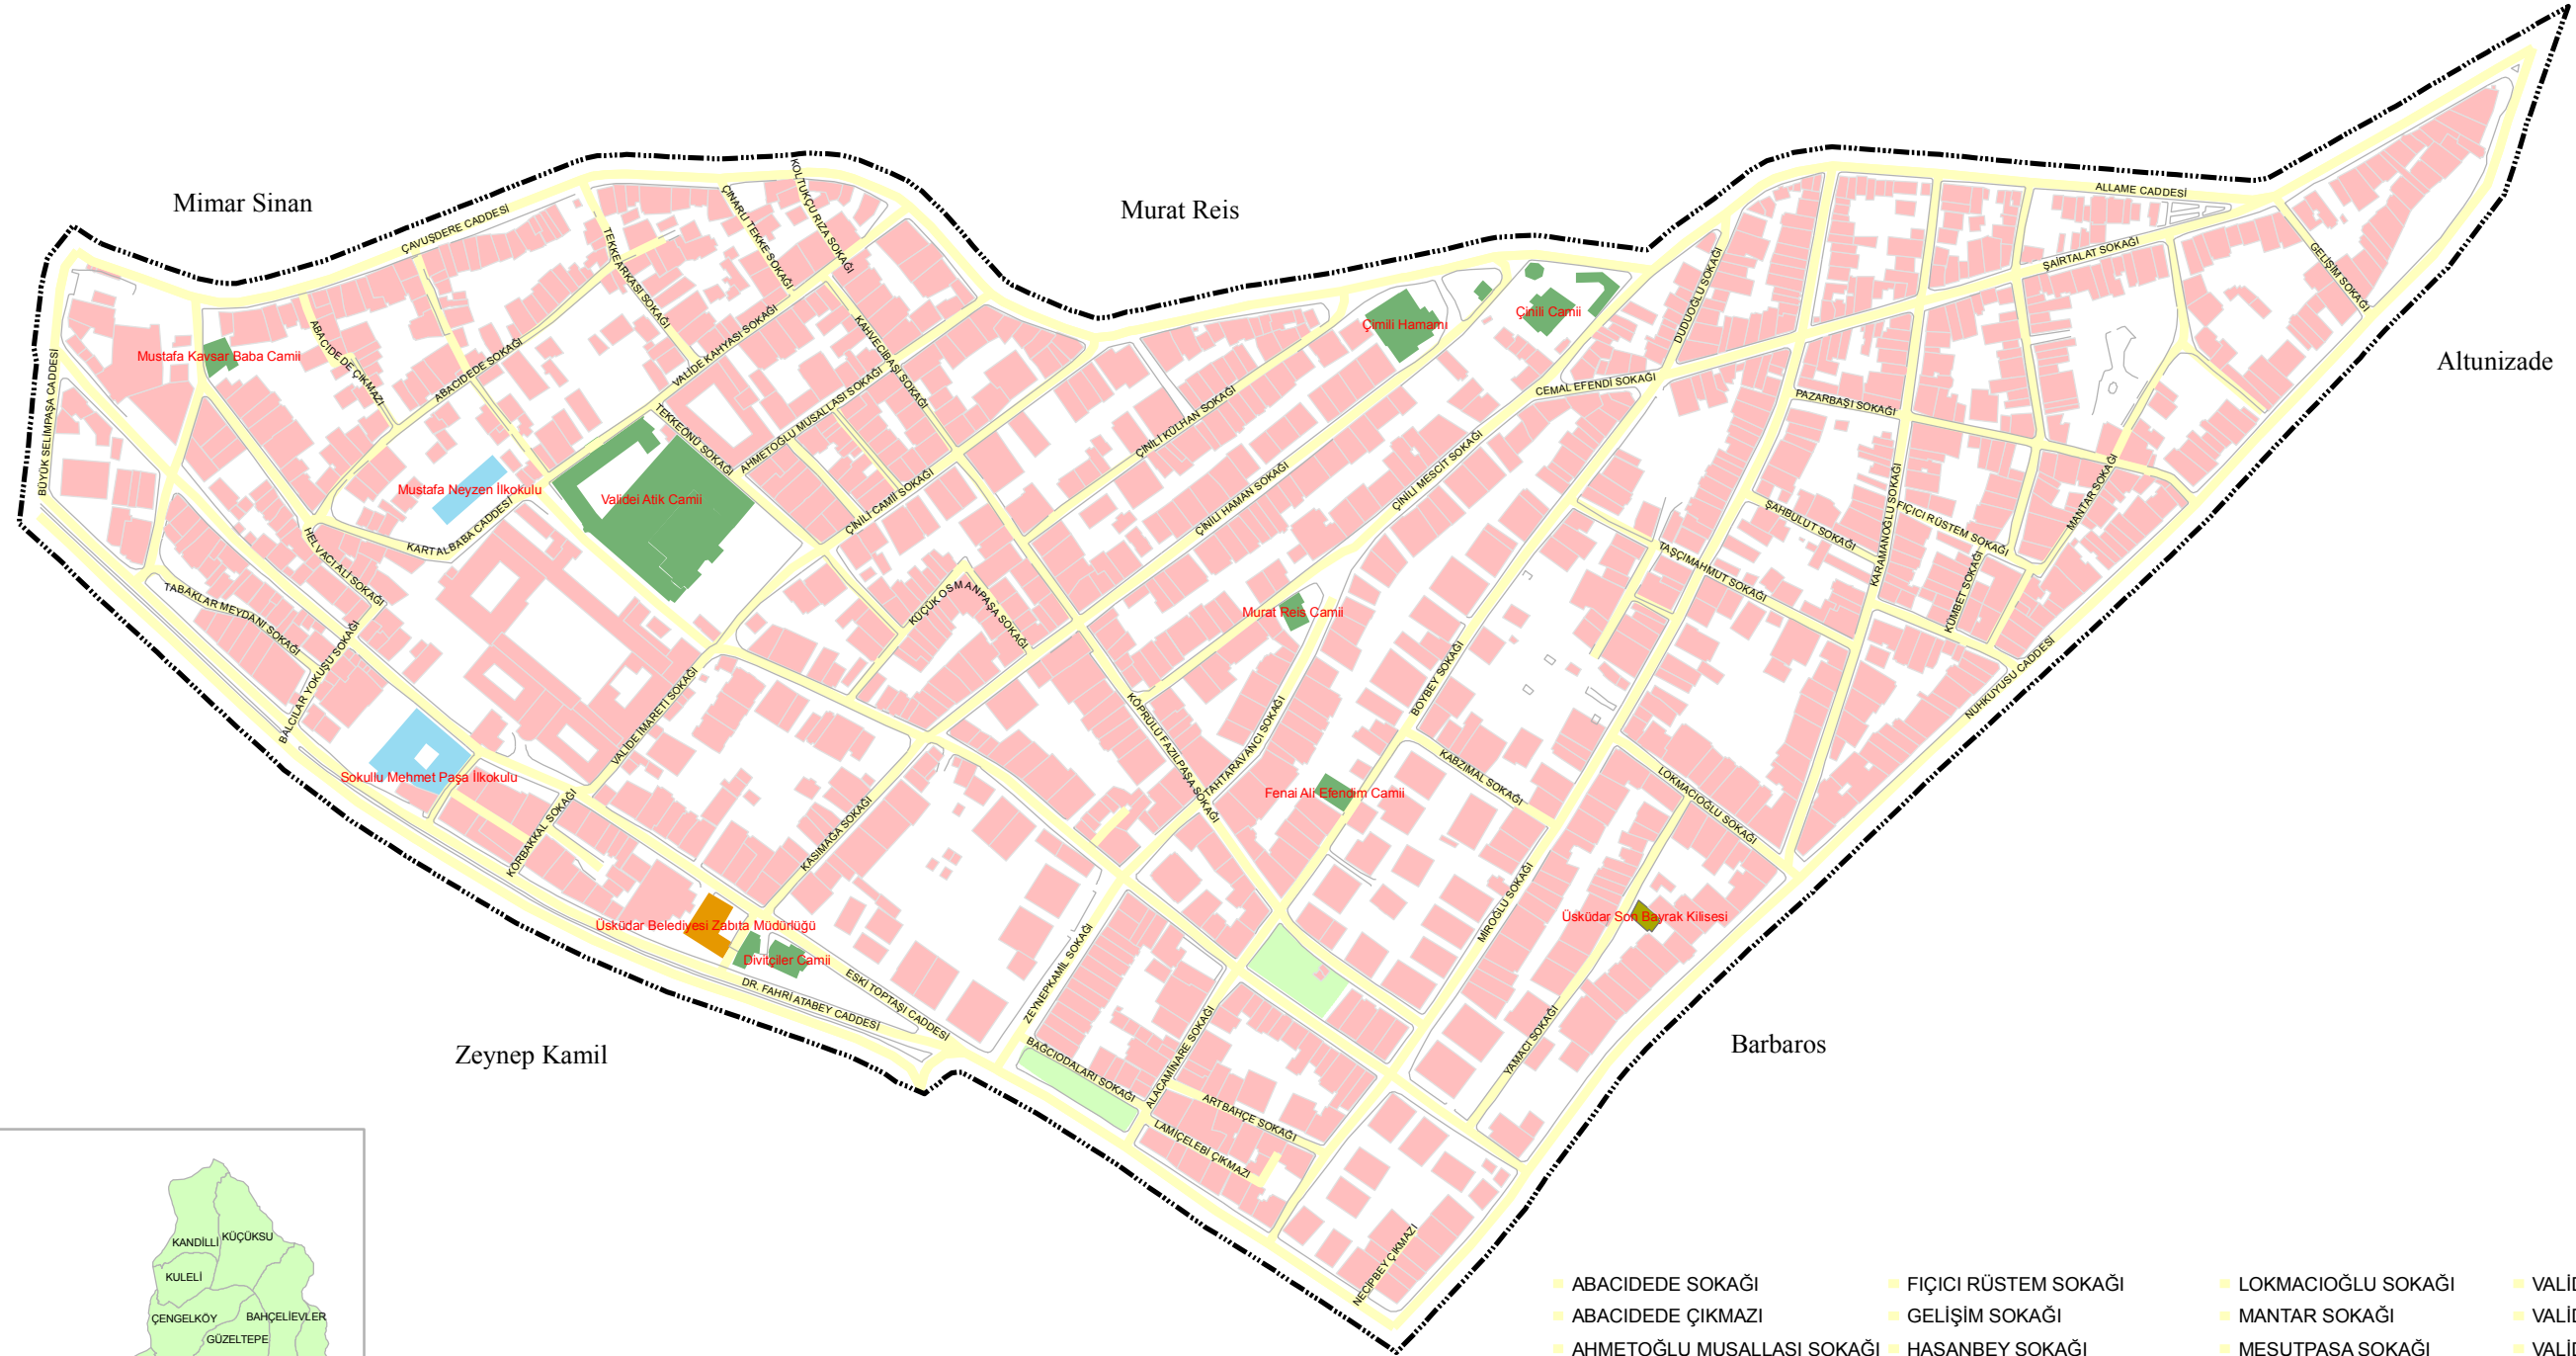 Mimar Sinan
Murat Reis
Altunizade
Zeynep Kamil
Barbaros
ÇAVUŞDERE CADDESİ
KOLTUKÇU RIZA SOKAĞI
TEKKEARKASI SOKAĞI
ALLAME CADDESİ
ŞAİRTALAT SOKAĞI
GELİŞİM SOKAĞI
DUDUOĞLU SOKAĞI
Mustafa Kavsar Baba Camii
ABACIDEDE ÇIKMAZI
ABACIDEDE SOKAĞI
VALİDE KAHYASI SOKAĞI
KAHVECİBAŞI SOKAĞI
Çimili Hamamı
Çinili Camii
BÜYÜK SELİMPAŞA CADDESİ
CEMAL EFENDİ SOKAĞI
PAZARBAŞI SOKAĞI
TEKKEÖNÜ SOKAĞI
AHMETOĞLU MUSALLASI SOKAĞI
ÇİNİLİ KÜLHAN SOKAĞI
ÇİNİLİ HAMAN SOKAĞI
ÇİNİLİ MESCİT SOKAĞI
Mustafa Neyzen İlkokulu
Validei Atik Camii
ÇİNİLİ CAMİİ SOKAĞI
KARTALBABA CADDESİ
HELVACI ALİ SOKAĞI
ŞAHBULUT SOKAĞI
KARAMANOĞLU SOKAĞI
FIÇICI RÜSTEM SOKAĞI
MANTAR SOKAĞI
TAŞÇIMAHMUT SOKAĞI
KÜMBET SOKAĞI
TABAKLAR MEYDANI SOKAĞI
KÜÇÜK OSMANPAŞA SOKAĞI
Murat Reis Camii
BALCILAR YOKUŞU SOKAĞI
VALİDE İMARETİ SOKAĞI
KÖPRÜLÜ FAZILPAŞA SOKAĞI
TAHTARAVANCI SOKAĞI
BOYBEY SOKAĞI
NUHKUYUSU CADDESİ
Sokullu Mehmet Paşa İlkokulu
KABZIMAL SOKAĞI
LOKMACIOĞLU SOKAĞI
Fenai Ali Efendim Camii
KÖRBAKKAL SOKAĞI
KASIMAĞA SOKAĞI
MİROĞLU SOKAĞI
Üsküdar Son Bayrak Kilisesi
Üsküdar Belediyesi Zabıta Müdürlüğü
Divitçiler Camii
DR. FAHRİ ATABEY CADDESİ
ESKİ TOPTAŞI CADDESİ
ZEYNEPKAMİL SOKAĞI
BAĞCIODALARI SOKAĞI
ALACAMİNARE SOKAĞI
YAMACI SOKAĞI
ARTBAHÇE SOKAĞI
LAMİÇELEBİ ÇIKMAZI
NECİPBEY ÇIKMAZI
KANDİLLİ
KÜÇÜKSU
KULELİ
ÇENGELKÖY
BAHÇELİEVLER
GÜZELTEPE
ABACIDEDE SOKAĞI
ABACIDEDE ÇIKMAZI
AHMETOĞLU MUSALLASI SOKAĞI
FIÇICI RÜSTEM SOKAĞI
GELİŞİM SOKAĞI
HASANBEY SOKAĞI
LOKMACIOĞLU SOKAĞI
MANTAR SOKAĞI
MESUTPAŞA SOKAĞI